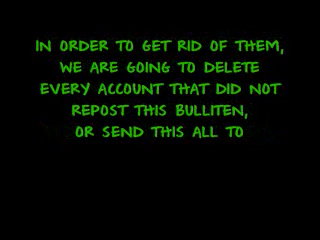 IN ORDER TO GET RID OF THEM,
WE ARE GOING TO DELETE
EVERY ACCOUNT THAT DID NOT
REPOST THIS BULLITEN,
OR SEND THIS ALL TO